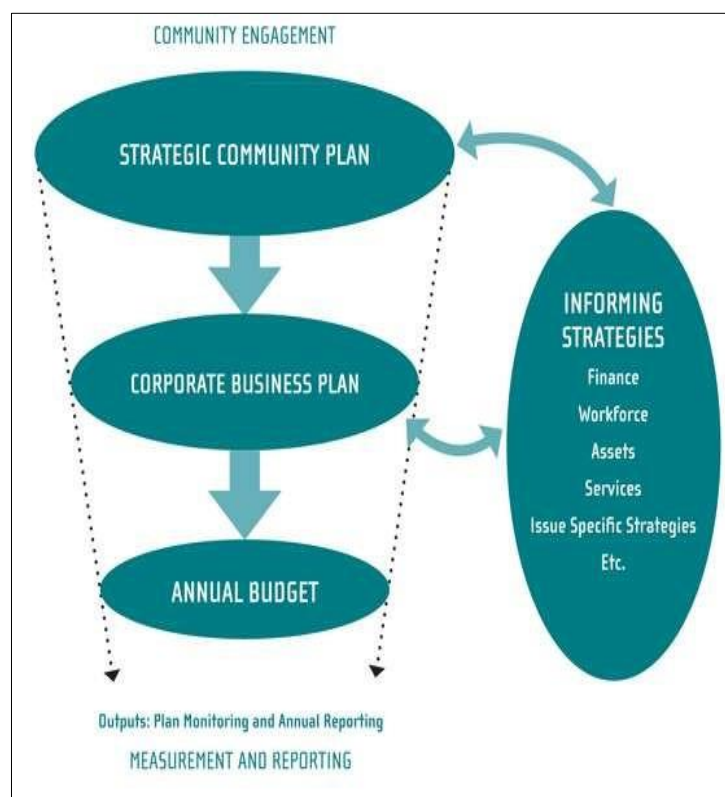 COMMUNITY ENGAGEMENT
STRATEGIC COMMUNITY PLAN
CORPORATE BUSINESS PLAN
ANNUAL BUDGET
INFORMING
STRATEGIES
Finance
Workforce
Assets
Services
Issue Specific Strategies
Etc.
Outputs: Plan Monitoring and Annual Reporting
MEASUREMENT AND REPORTING